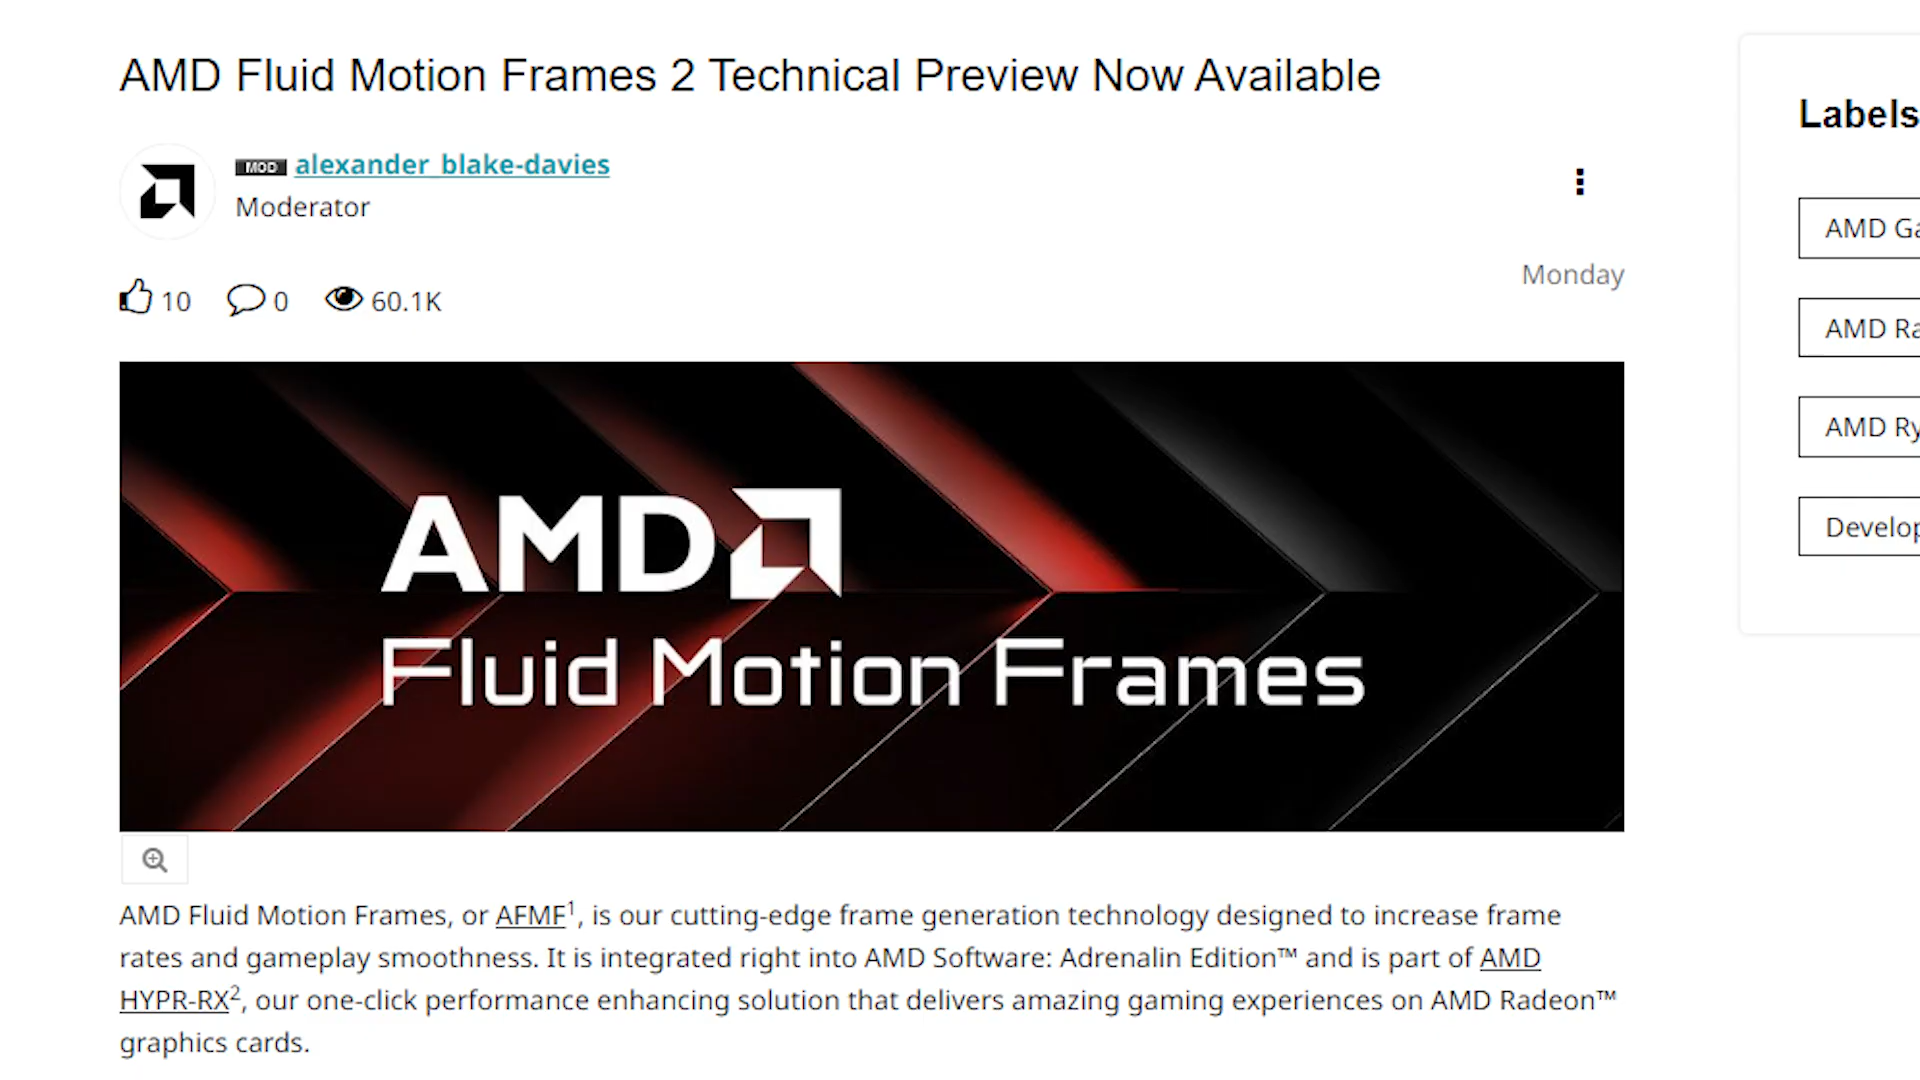 AMD Fluid Motion Frames 2 Technical Preview Now Available
MOD alexander_blake-davies
Moderator
10 0 60.1K
Monday
AMD
Fluid Motion Frames
AMD Fluid Motion Frames, or AFMF1, is our cutting-edge frame generation technology designed to increase frame
rates and gameplay smoothness. It is integrated right into AMD Software: Adrenalin Edition™ and is part of AMD
HYPR-RX2, our one-click performance enhancing solution that delivers amazing gaming experiences on AMD Radeon™
graphics cards.
Labels
AMD Ga
AMD Ra
AMD Ry
Develop